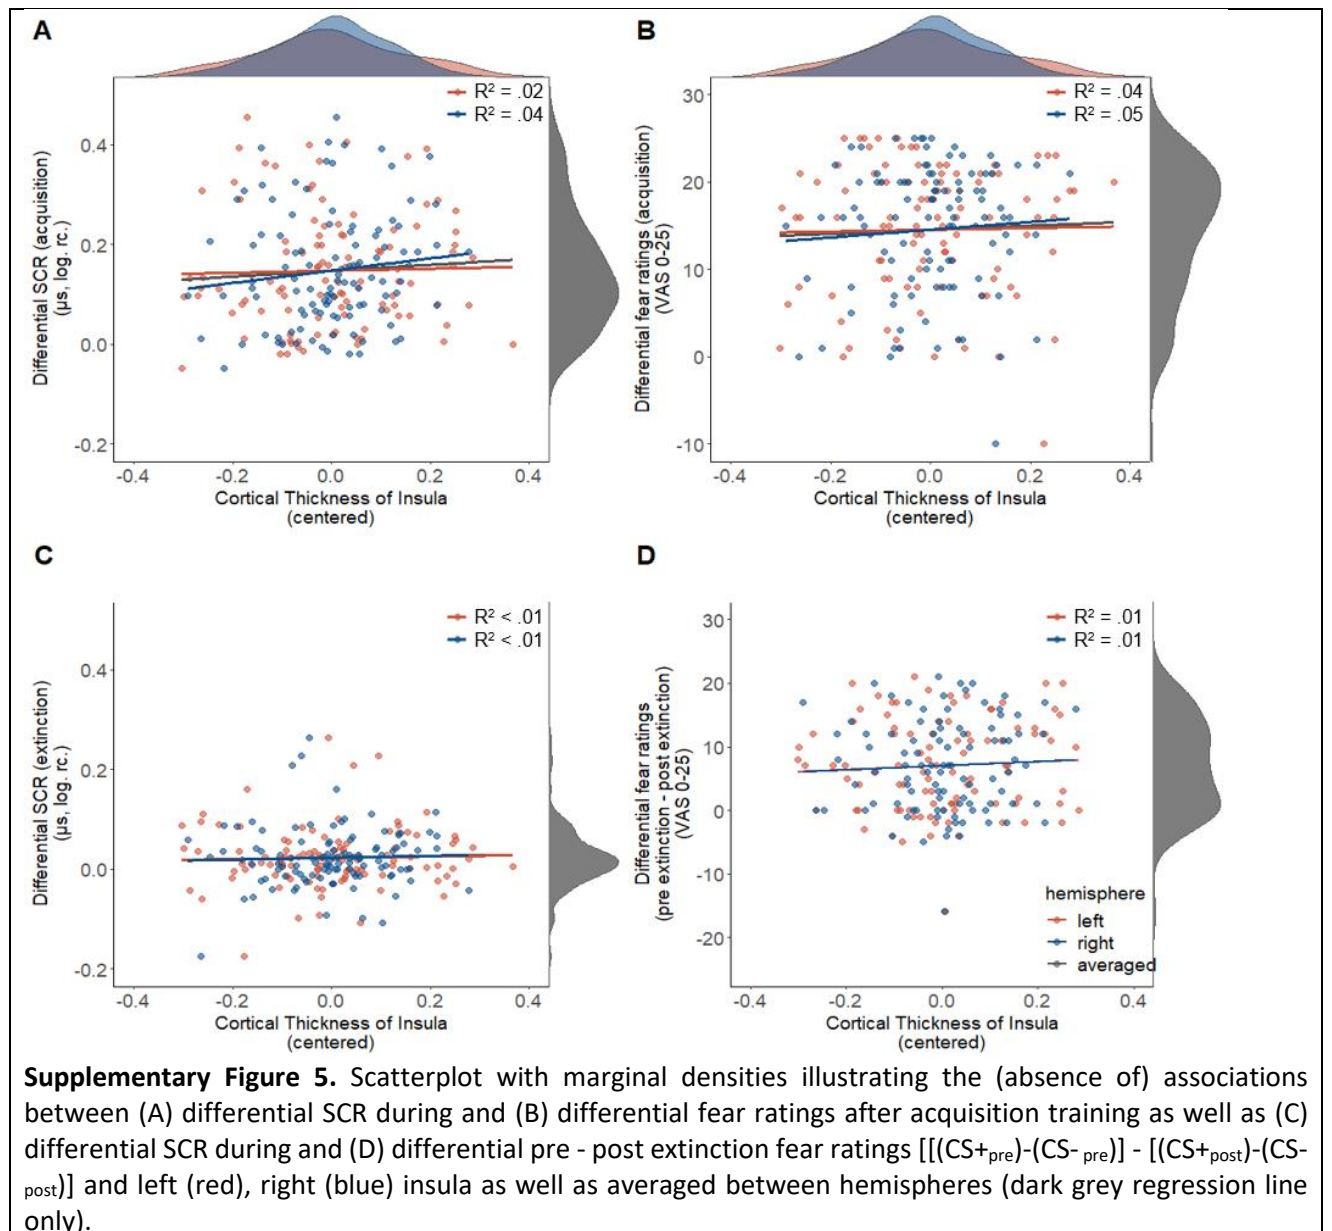 A
R² = .02
R² = .04
0.4
0.2
0.0
-0.2
Differential SCR (acquisition)
(µs, log. rc.)
-0.4 -0.2 0.0 0.2 0.4
Cortical Thickness of Insula
(centered)
B
R² = .04
R² = .05
30
20
10
0
-10
Differential fear ratings (acquisition)
(VAS 0-25)
-0.4 -0.2 0.0 0.2 0.4
Cortical Thickness of Insula
(centered)
C
R² < .01
R² < .01
0.4
0.2
0.0
-0.2
Differential SCR (extinction)
(µs, log. rc.)
-0.4 -0.2 0.0 0.2 0.4
Cortical Thickness of Insula
(centered)
D
R² = .01
R² = .01
30
20
10
0
-10
-20
Differential fear ratings
(pre extinction - post extinction)
(VAS 0-25)
hemisphere
left
right
averaged
-0.4 -0.2 0.0 0.2 0.4
Cortical Thickness of Insula
(centered)
Supplementary Figure 5. Scatterplot with marginal densities illustrating the (absence of) associations
between (A) differential SCR during and (B) differential fear ratings after acquisition training as well as (C)
differential SCR during and (D) differential pre - post extinction fear ratings [[(CS+pre)-(CS- pre)] - [(CS+post)-(CS-
post)] and left (red), right (blue) insula as well as averaged between hemispheres (dark grey regression line
only).